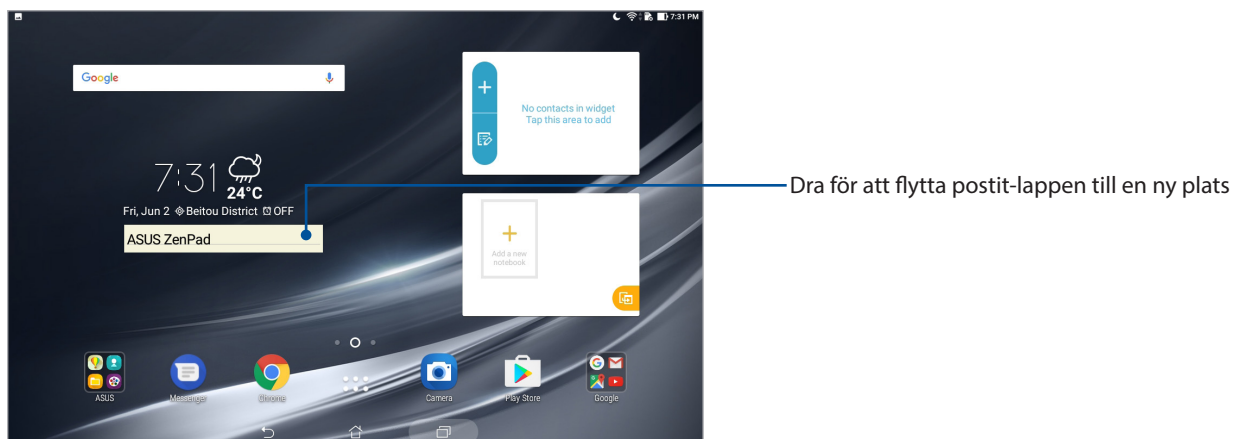 7:31 PM
Google
No contacts in widget
Tap this area to add
7:31
24°C
Fri, Jun 2 Beitou District OFF
Dra för att flytta postit-lappen till en ny plats
ASUS ZenPad
Add a new
notebook
ASUS
Messenger
Chrome
Camera
Play Store
Google